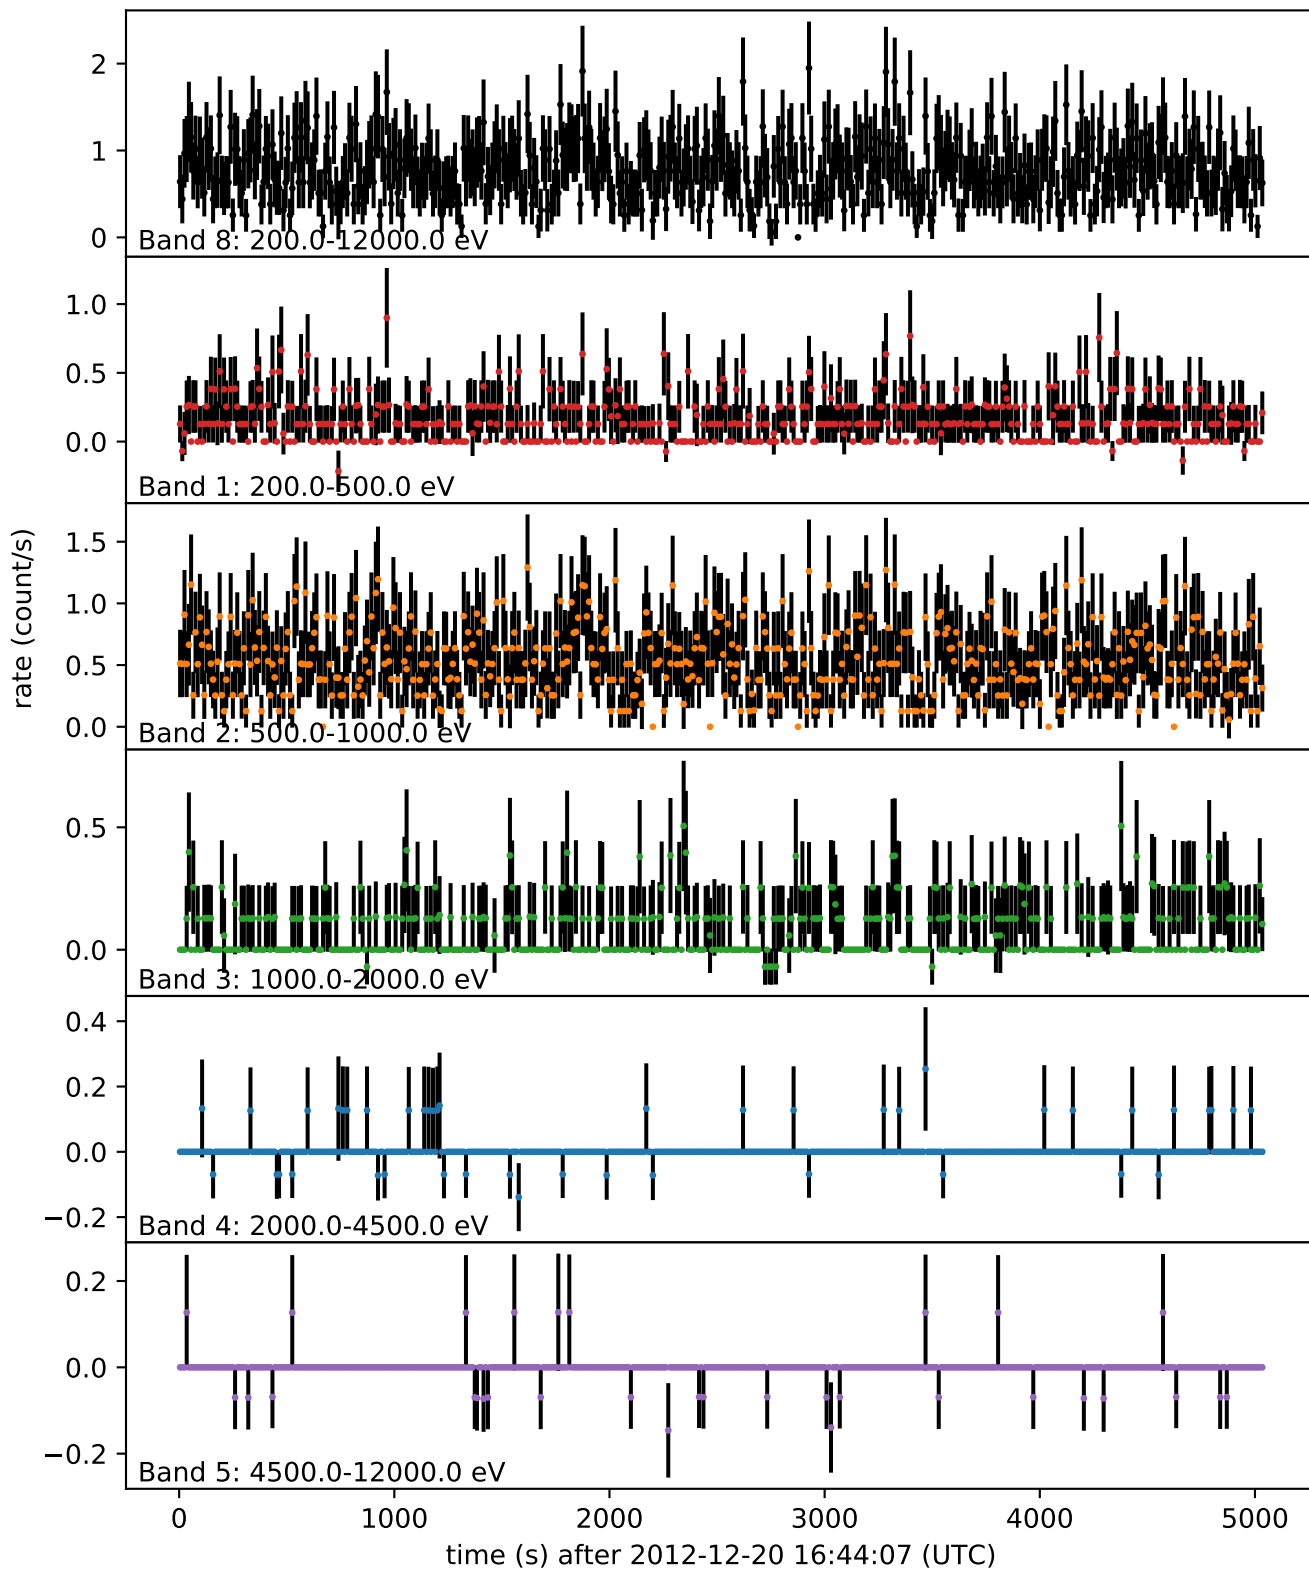 2
1
0
Band 8: 200.0-12000.0 eV
1.0
0.5
0.0
Band 1: 200.0-500.0 eV
rate (count/s)
1.5
1.0
0.5
0.0
Band 2: 500.0-1000.0 eV
0.5
0.0
Band 3: 1000.0-2000.0 eV
0.4
0.2
0.0
−0.2
Band 4: 2000.0-4500.0 eV
0.2
0.0
−0.2
Band 5: 4500.0-12000.0 eV
0 1000 2000 3000 4000 5000
time (s) after 2012-12-20 16:44:07 (UTC)